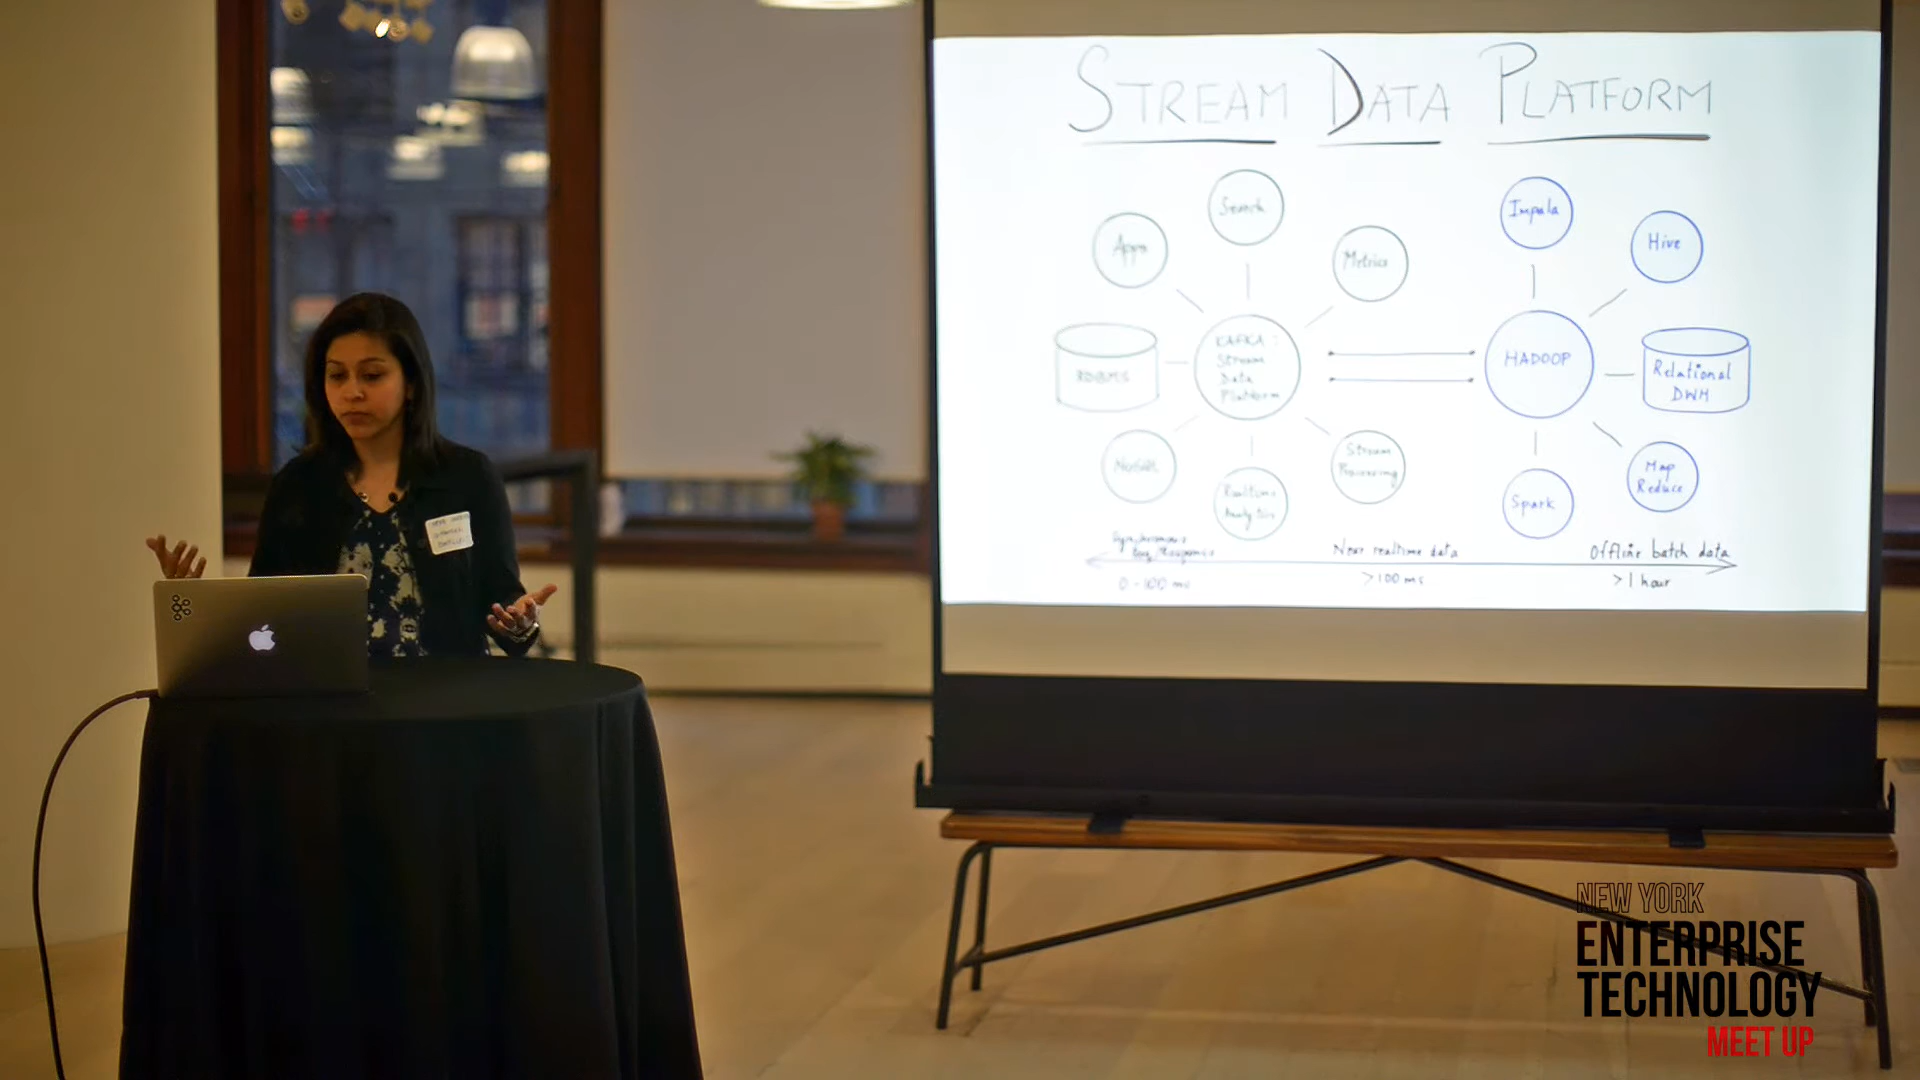 STREAM DATA PLATFORM
Search
Apps
Metrics
Impala
Hive
RDBMS
KAFKA:
Stream
Data
Platform
HADOOP
Relational
DWH
NoSQL
Realtime
Analytics
Stream
Processing
Spark
Map
Reduce
Near realtime data
Offline batch data
0-100 ms
>100 ms
>1 hour
NEW YORK
ENTERPRISE
TECHNOLOGY
MEET UP